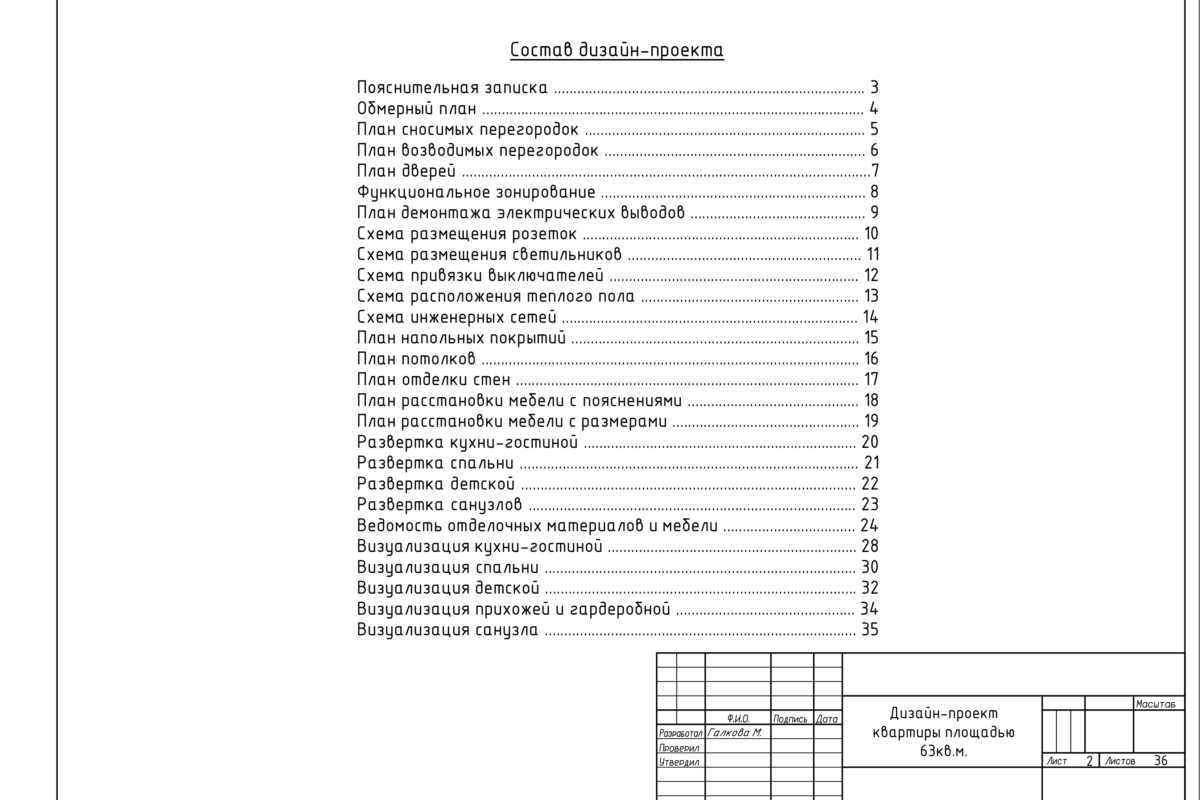 Состав дизайн-проекта
Пояснительная записка ........................................ 3
Обмерный план ........................................ 4
План сносимых перегородок ........................................ 5
План возводимых перегородок ........................................ 6
План дверей ........................................7
Функциональное зонирование ........................................ 8
План демонтажа электрических выводов ........................................ 9
Схема размещения розеток ........................................ 10
Схема размещения светильников ........................................ 11
Схема привязки выключателей ........................................ 12
Схема расположения теплого пола ........................................ 13
Схема инженерных сетей ........................................ 14
План напольных покрытий ........................................ 15
План потолков ........................................ 16
План отделки стен ........................................ 17
План расстановки мебели с пояснениями ........................................ 18
План расстановки мебели с размерами ........................................ 19
Развертка кухни-гостиной ........................................ 20
Развертка спальни ........................................ 21
Развертка детской ........................................ 22
Развертка санузлов ........................................ 23
Ведомость отделочных материалов и мебели ........................................ 24
Визуализация кухни-гостиной ........................................ 28
Визуализация спальни ........................................ 30
Визуализация детской ........................................ 32
Визуализация прихожей и гардеробной ........................................ 34
Визуализация санузла ........................................ 35
Ф.И.О. Подпись Дата
Разработал Галкова М.
Проверил
Утвердил
Дизайн-проект
квартиры площадью
63кв.м.
Масштаб
Лист 2 Листов 36